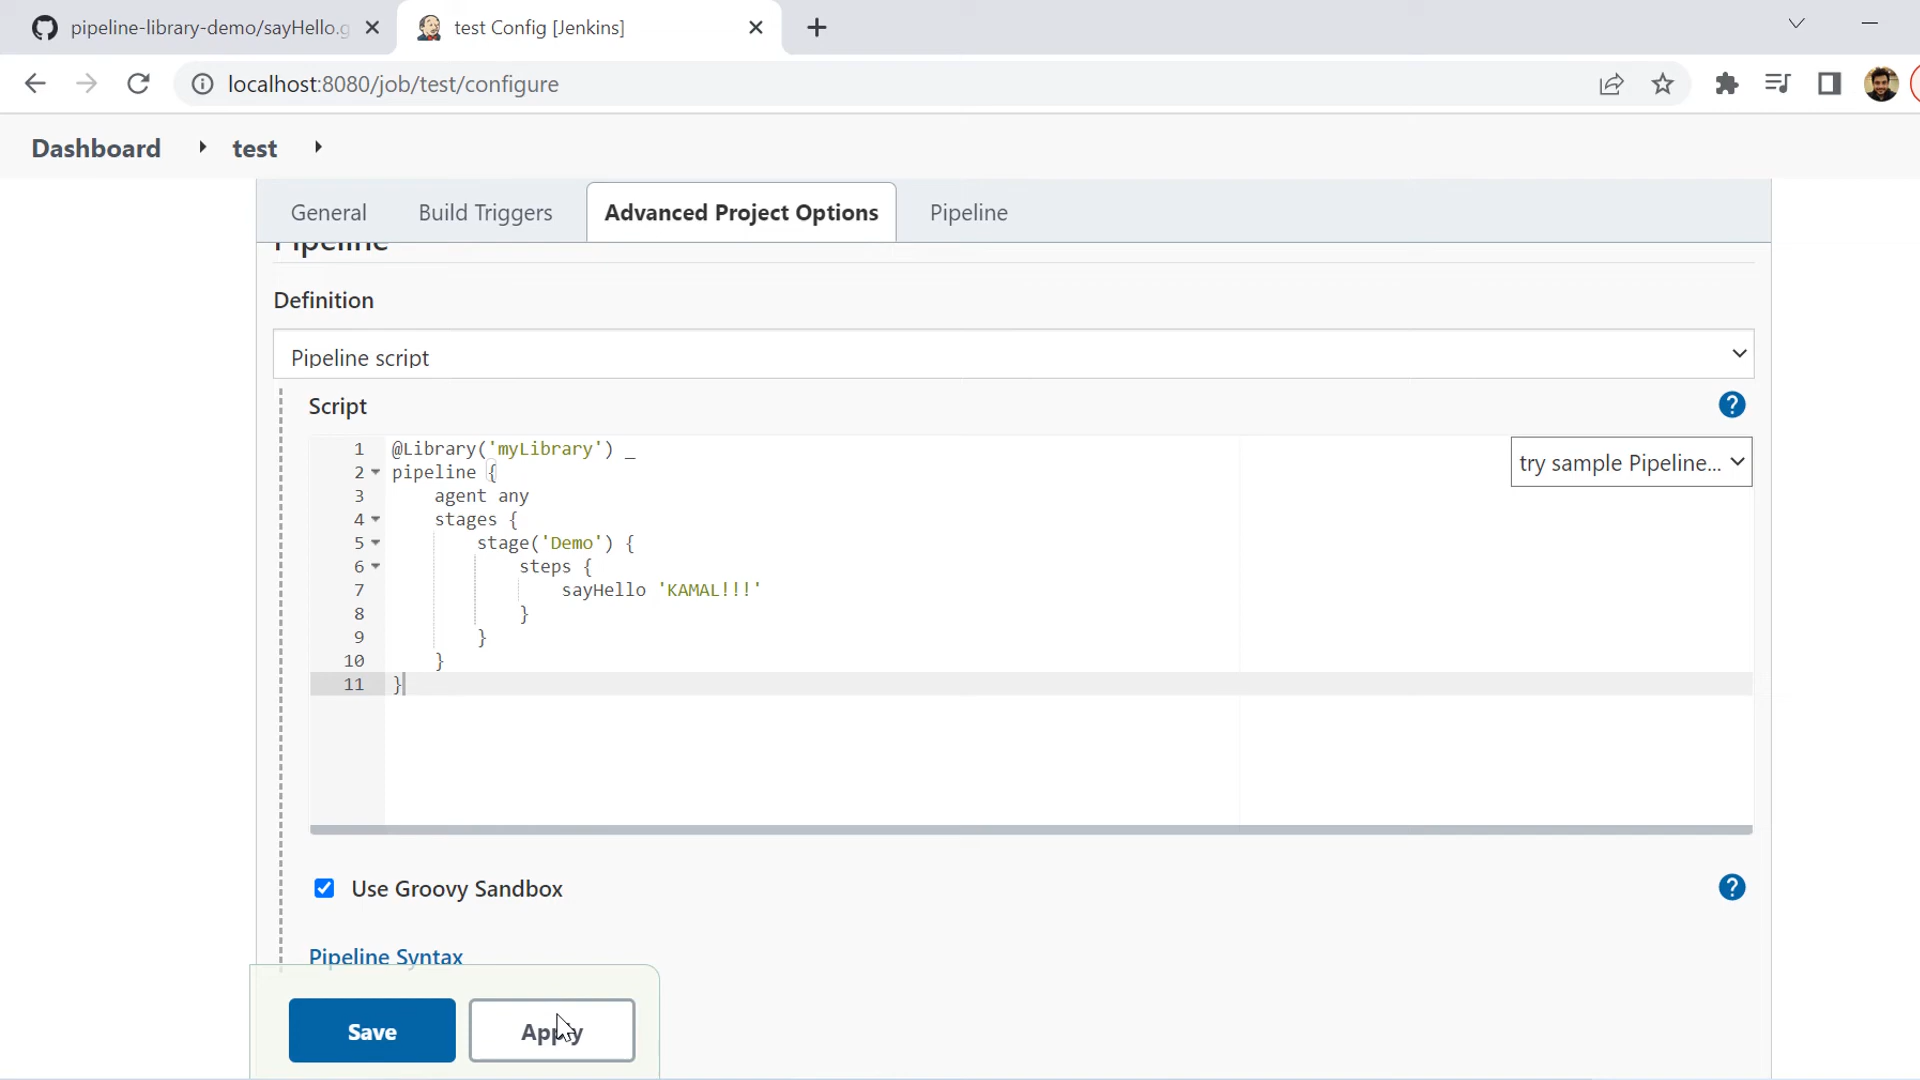 pipeline-library-demo/sayHello.g
test Config [Jenkins]
localhost:8080/job/test/configure
Dashboard
test
General
Build Triggers
Advanced Project Options
Pipeline
Pipeline
Definition
Pipeline script
Script
try sample Pipeline...
1 @Library('myLibrary') _
2 pipeline {
3     agent any
4     stages {
5         stage('Demo') {
6             steps {
7                 sayHello 'KAMAL!!!'
8             }
9         }
10     }
11 }
Use Groovy Sandbox
Pipeline Syntax
Save
Apply